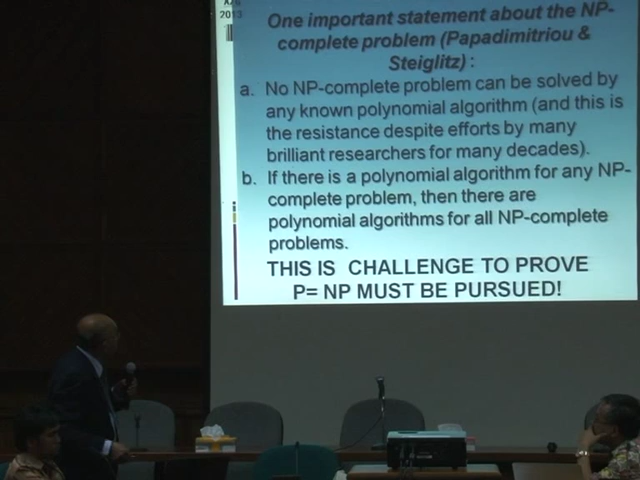 2013
One important statement about the NP-
complete problem (Papadimitriou &
Steiglitz) :
a. No NP-complete problem can be solved by
any known polynomial algorithm (and this is
the resistance despite efforts by many
brilliant researchers for many decades).
b. If there is a polynomial algorithm for any NP-
complete problem, then there are
polynomial algorithms for all NP-complete
problems.
THIS IS CHALLENGE TO PROVE
P= NP MUST BE PURSUED!